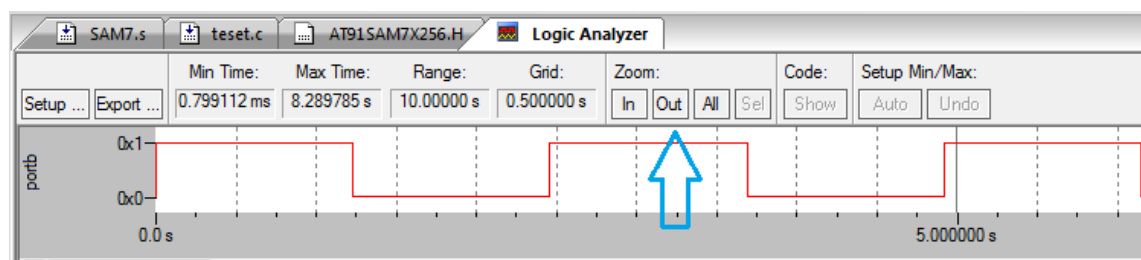 SAM7.s teset.c AT91SAM7X256.H Logic Analyzer
Min Time: Max Time: Range: Grid: Zoom: Code: Setup Min/Max:
Setup ... Export ... 0.799112 ms 8.289785 s 10.00000 s 0.500000 s In Out All Sel Show Auto Undo
0x1
portb
0x0
0.0 s 5.000000 s